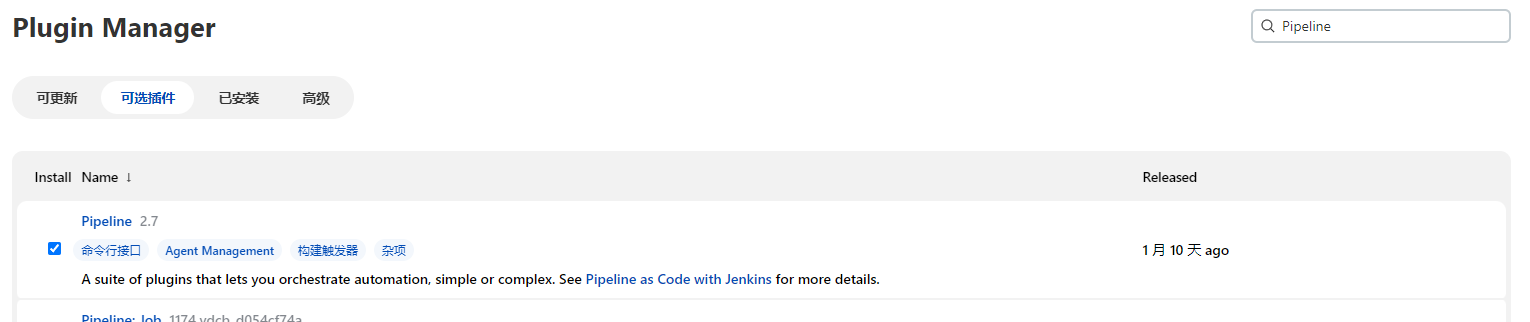 Plugin Manager
Pipeline
可更新 可选插件 已安装 高级
Install Name ↓ Released
Pipeline 2.7
命令行接口 Agent Management 构建触发器 杂项
1 月 10 天 ago
A suite of plugins that lets you orchestrate automation, simple or complex. See Pipeline as Code with Jenkins for more details.
Pipeline: Job